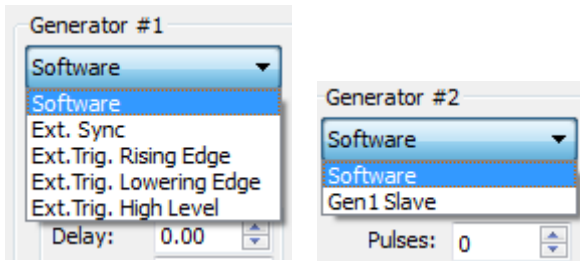 Generator #1
Software
Software
Ext. Sync
Ext.Trig. Rising Edge
Ext.Trig. Lowering Edge
Ext.Trig. High Level
Delay: 0.00
Generator #2
Software
Software
Gen1 Slave
Pulses: 0